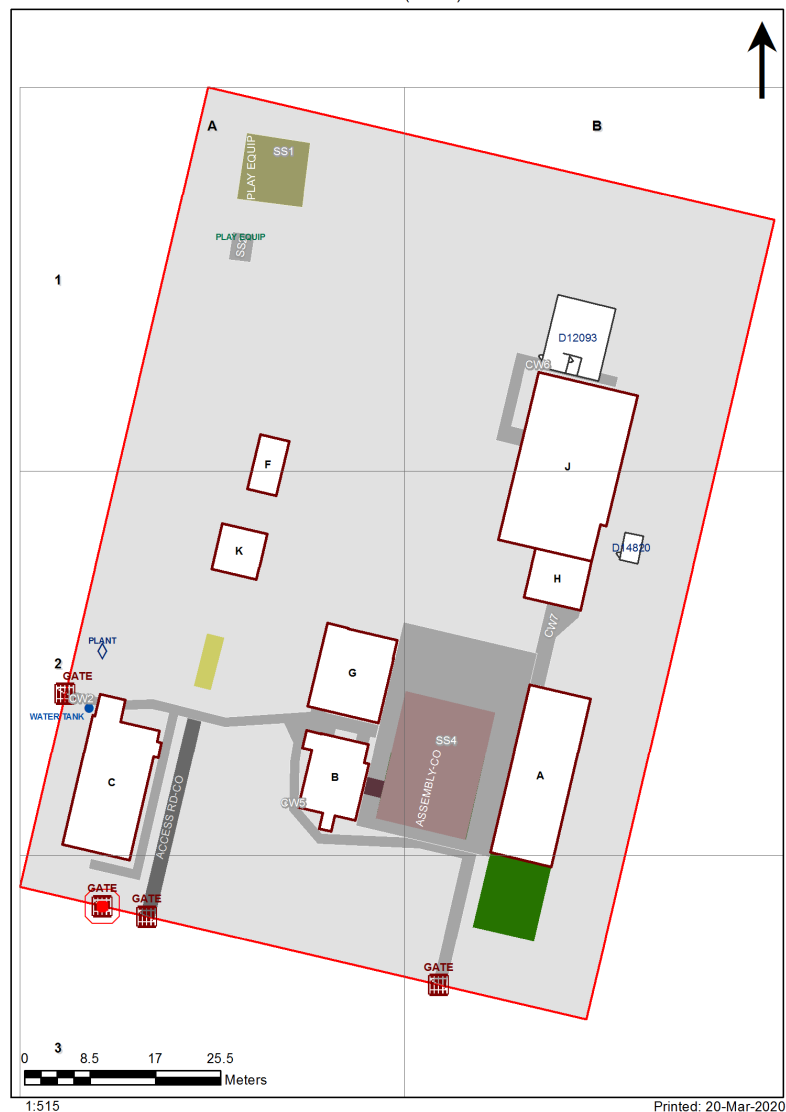 A
B
PLAY EQUIP
SS1
PLAY EQUIP
1
D12093
CW6
F
J
K
D14820
H
CW7
PLANT
2
GATE
CW2
WATER TANK
G
SS4
ASSEMBLY-CO
A
B
C
CW5
ACCESS RD-CO
GATE
GATE
GATE
3
0 8.5 17 25.5
Meters
1:515
Printed: 20-Mar-2020